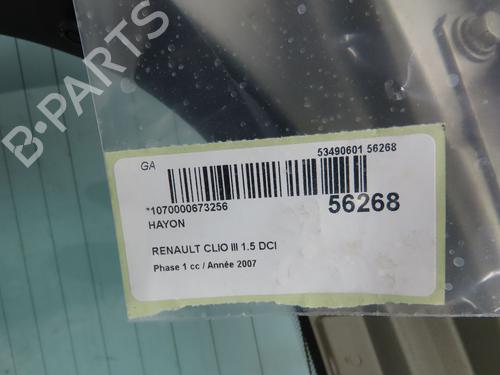 B-PARTS
GA
53490601 56268
*1070000673256
56268
HAYON
RENAULT CLIO III 1.5 DCI
Phase 1 cc / Année 2007